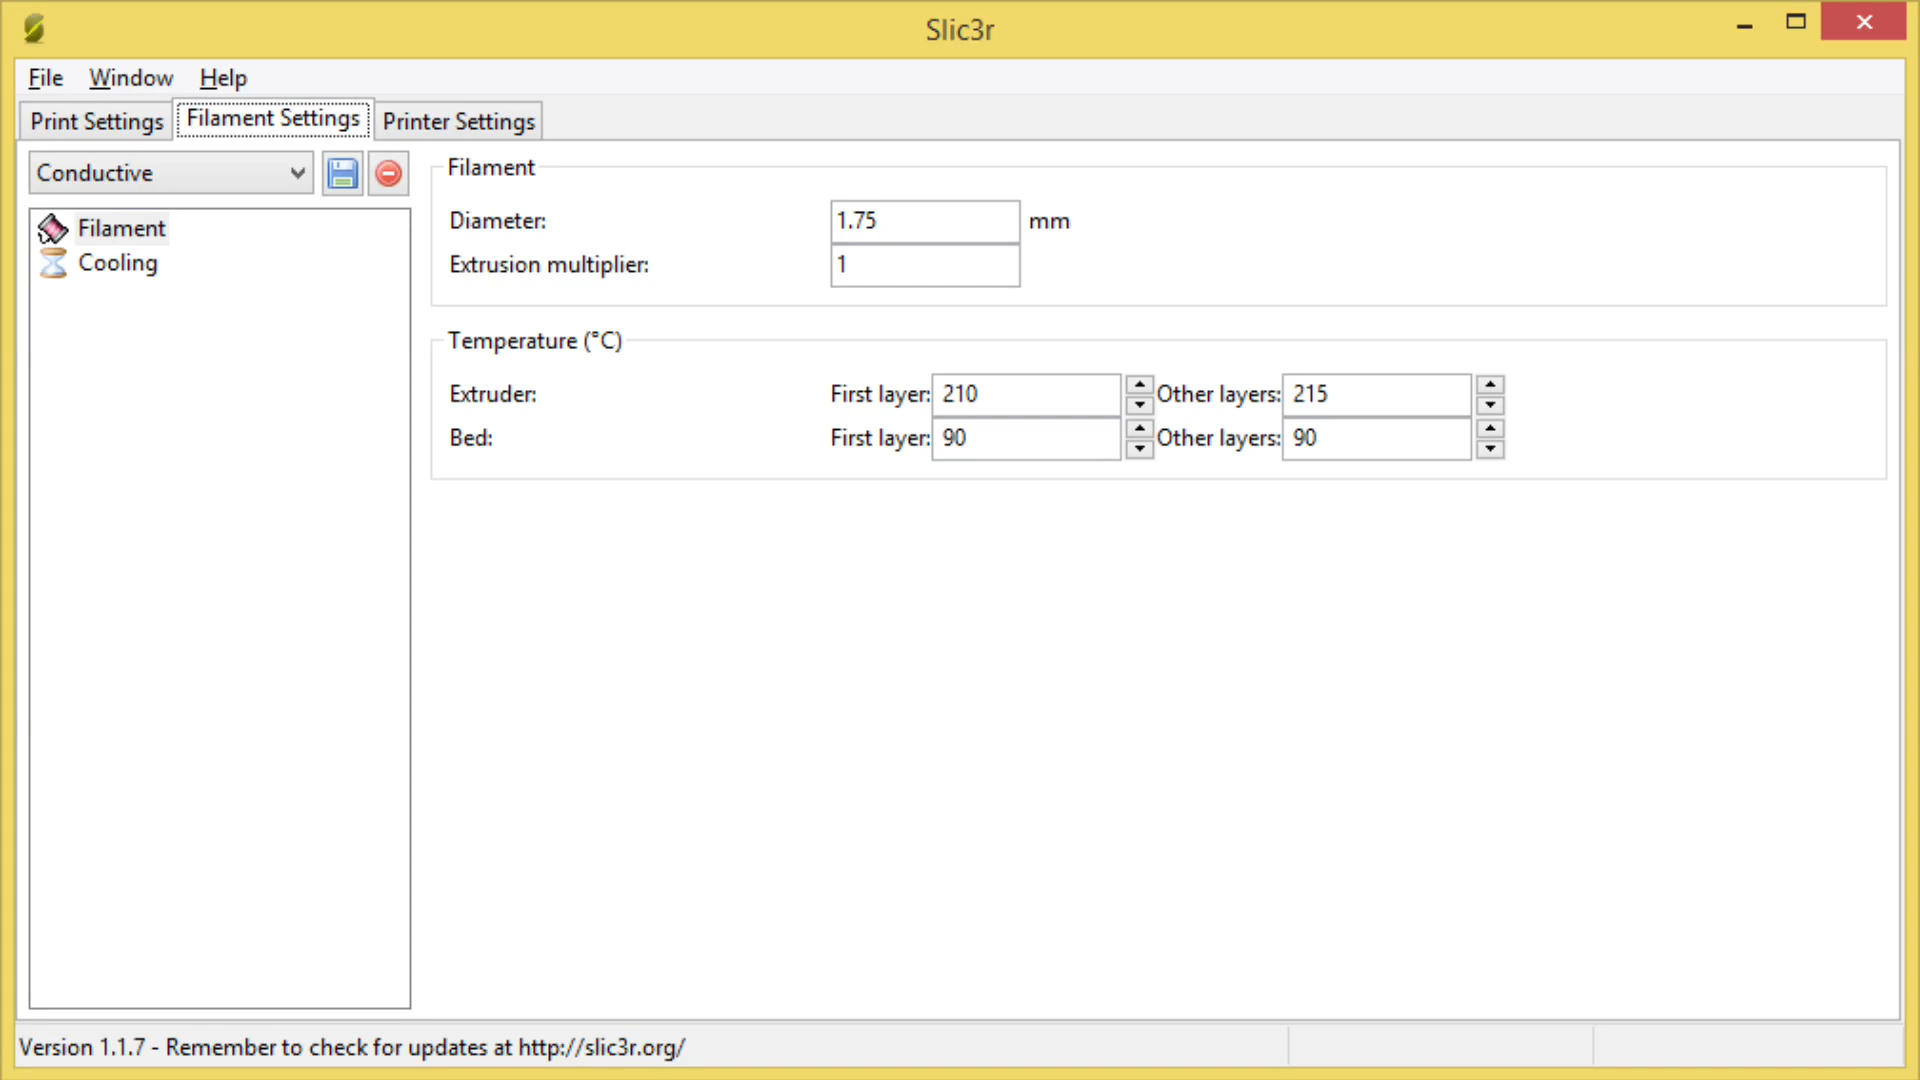 Slic3r
File Window Help
Print Settings Filament Settings Printer Settings
Conductive
Filament
Cooling
Filament
Diameter: 1.75 mm
Extrusion multiplier: 1
Temperature (°C)
Extruder: First layer: 210 Other layers: 215
Bed: First layer: 90 Other layers: 90
Version 1.1.7 - Remember to check for updates at http://slic3r.org/